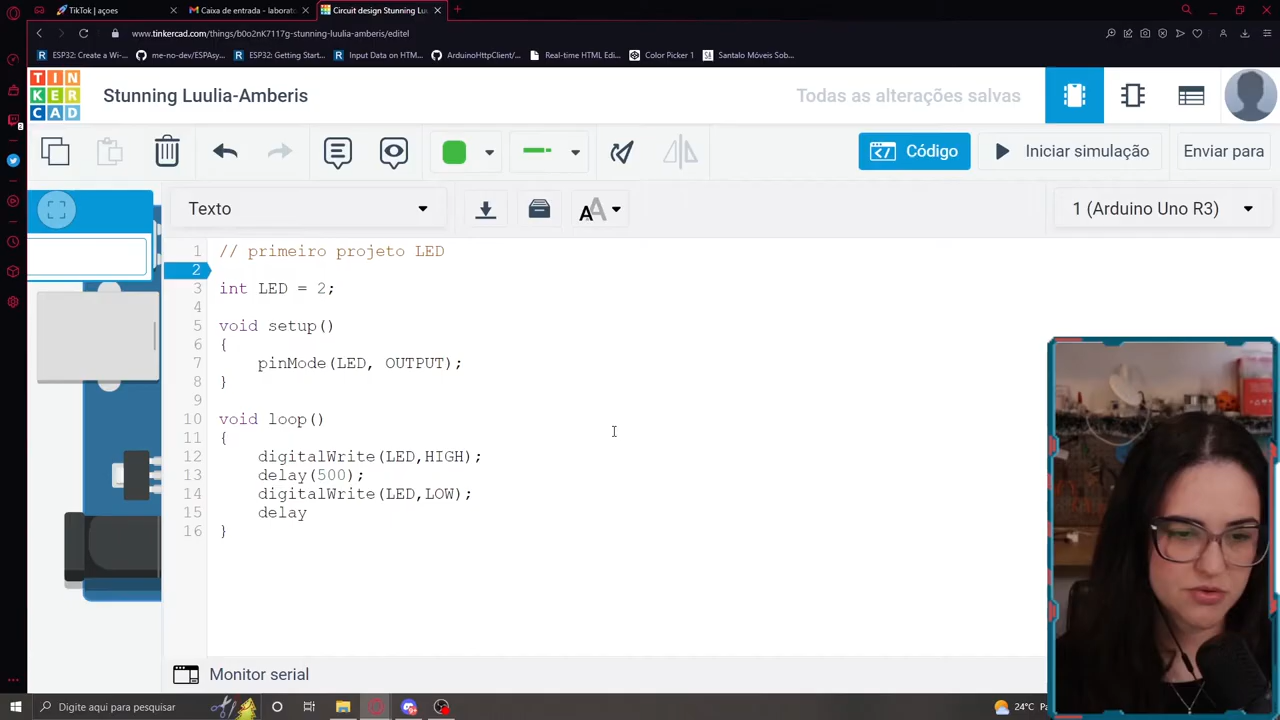 TikTok | açoes
Caixa de entrada - laborato
Circuit design Stunning Luu
www.tinkercad.com/things/b0o2nK7117g-stunning-luulia-amberis/editel
ESP32: Create a Wi-...
me-no-dev/ESPAsy...
ESP32: Getting Start...
Input Data on HTM...
ArduinoHttpClient/...
Real-time HTML Edi...
Color Picker 1
Santalo Móveis Sob...
TIN
KER
CAD
Stunning Luulia-Amberis
Todas as alterações salvas
Código
Iniciar simulação
Enviar para
Texto
1 (Arduino Uno R3)
1 // primeiro projeto LED
2
3 int LED = 2;
4
5 void setup()
6 {
7 pinMode(LED, OUTPUT);
8 }
9
10 void loop()
11 {
12 digitalWrite(LED,HIGH);
13 delay(500);
14 digitalWrite(LED,LOW);
15 delay
16 }
Monitor serial
Digite aqui para pesquisar
24°C